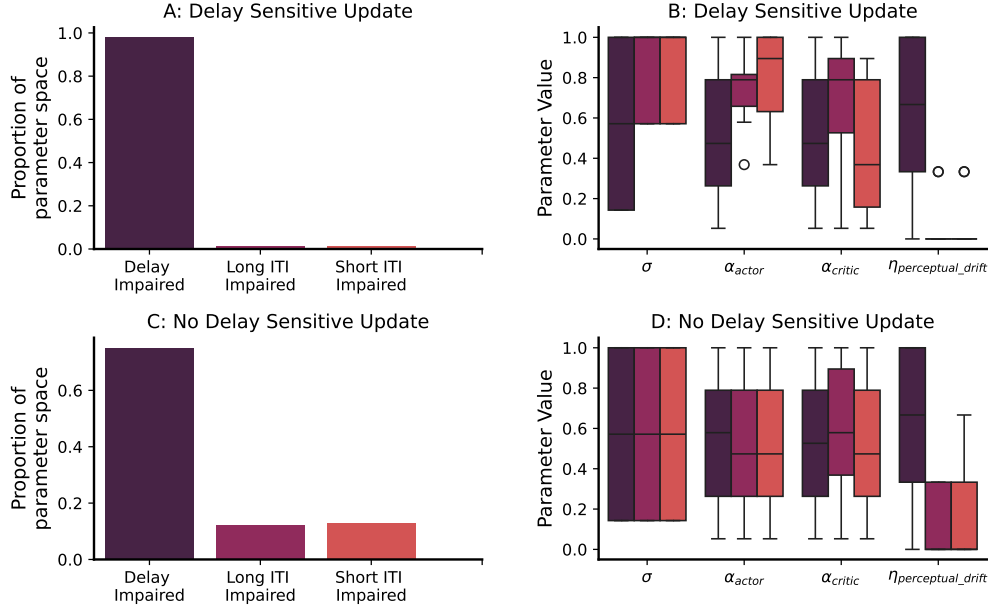 A: Delay Sensitive Update
Proportion of
parameter space
1.0
0.8
0.6
0.4
0.2
0.0
Delay
Impaired
Long ITI
Impaired
Short ITI
Impaired
B: Delay Sensitive Update
Parameter Value
1.0
0.8
0.6
0.4
0.2
0.0
σ
α_actor
α_critic
η_perceptual_drift
C: No Delay Sensitive Update
Proportion of
parameter space
0.6
0.4
0.2
0.0
Delay
Impaired
Long ITI
Impaired
Short ITI
Impaired
D: No Delay Sensitive Update
Parameter Value
1.0
0.8
0.6
0.4
0.2
0.0
σ
α_actor
α_critic
η_perceptual_drift